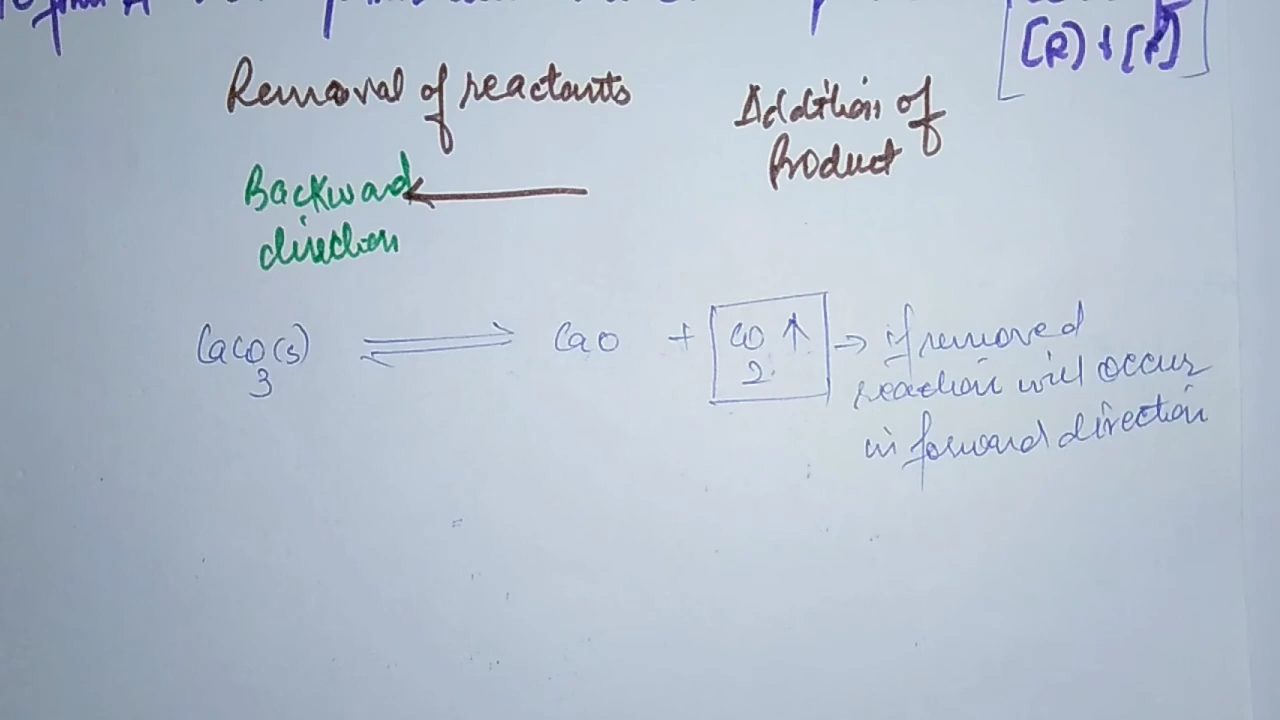 [R] + [P]
Removal of reactants
Addition of
Product
Backward
direction
CaCO3(s) ⇌ CaO + CO2 ↑ → if removed
reaction will occur
in forward direction